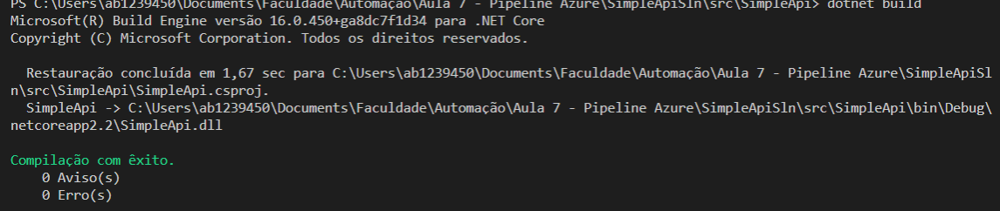 PS C:\Users\ab1239450\Documents\Faculdade\Automação\Aula 7 - Pipeline Azure\SimpleApiSln\src\SimpleApi> dotnet build
Microsoft(R) Build Engine versão 16.0.450+ga8dc7f1d34 para .NET Core
Copyright (C) Microsoft Corporation. Todos os direitos reservados.
Restauração concluída em 1,67 sec para C:\Users\ab1239450\Documents\Faculdade\Automação\Aula 7 - Pipeline Azure\SimpleApiSl
n\src\SimpleApi\SimpleApi.csproj.
SimpleApi -> C:\Users\ab1239450\Documents\Faculdade\Automação\Aula 7 - Pipeline Azure\SimpleApiSln\src\SimpleApi\bin\Debug\
netcoreapp2.2\SimpleApi.dll
Compilação com êxito.
0 Aviso(s)
0 Erro(s)